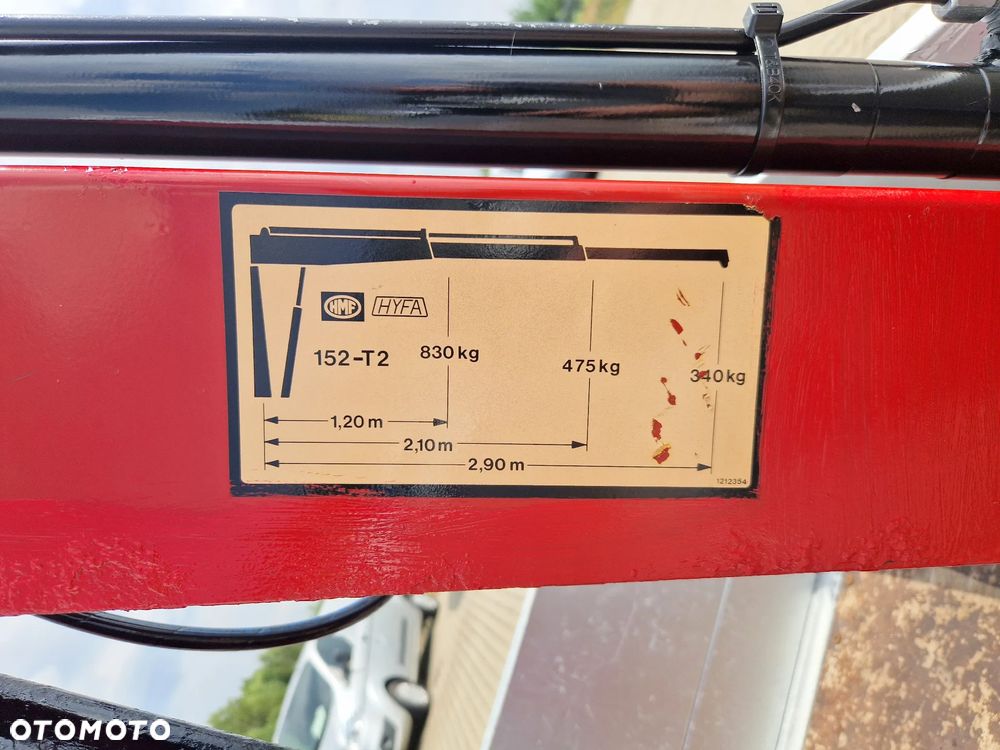 HMF HYFA
152-T2
830 kg
475 kg
340 kg
1,20 m
2,10 m
2,90 m
1212354
OTOMOTO